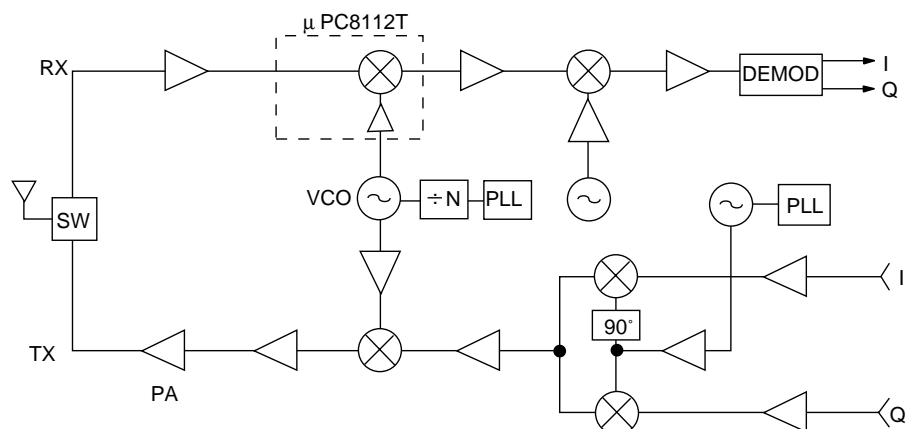 μ PC8112T
RX
DEMOD
I
Q
VCO
÷N
PLL
SW
PLL
I
90°
TX
PA
Q